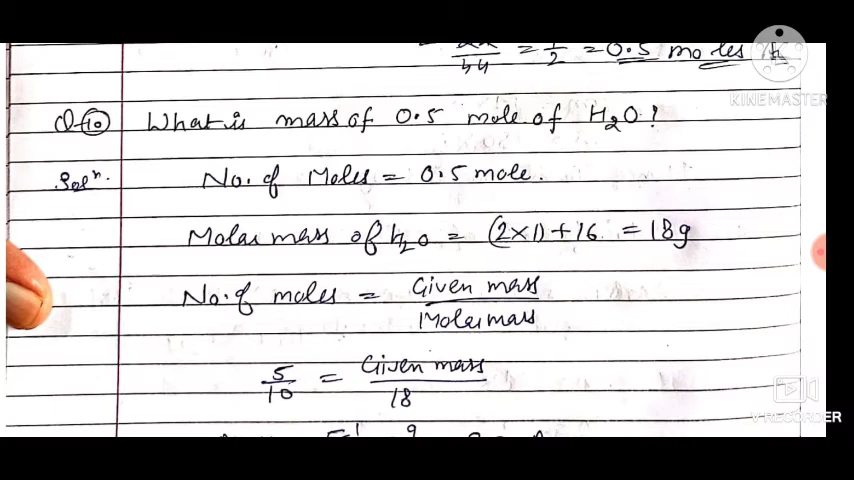 44 = 1/2 = 0.5 moles
KINEMASTER
Q-10 What is mass of 0.5 mole of H₂O?
Solⁿ. No. of Moles = 0.5 mole.
Molar mass of H₂O = (2×1)+16 = 18g
No. of moles = Given mass / Molar mass
5/10 = Given mass / 18
V RECORDER